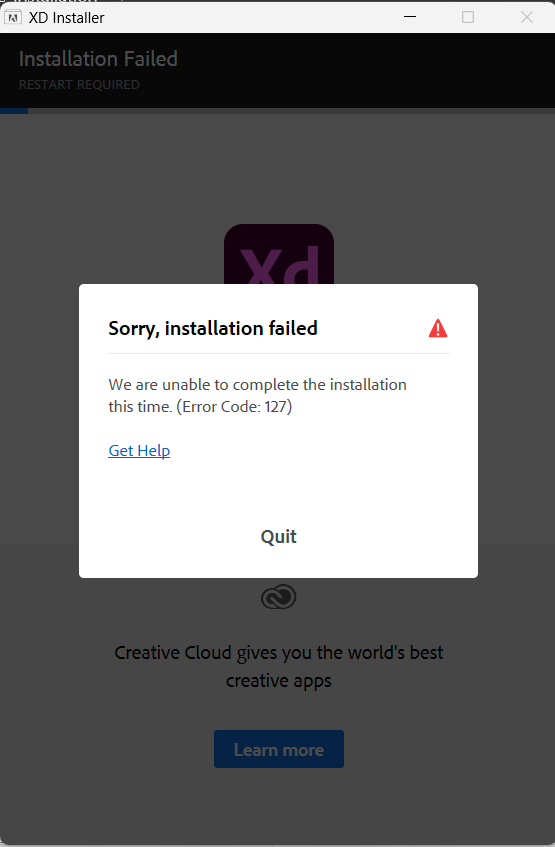 XD Installer
Installation Failed
RESTART REQUIRED
Xd
Sorry, installation failed
We are unable to complete the installation
this time. (Error Code: 127)
Get Help
Quit
Creative Cloud gives you the world's best
creative apps
Learn more